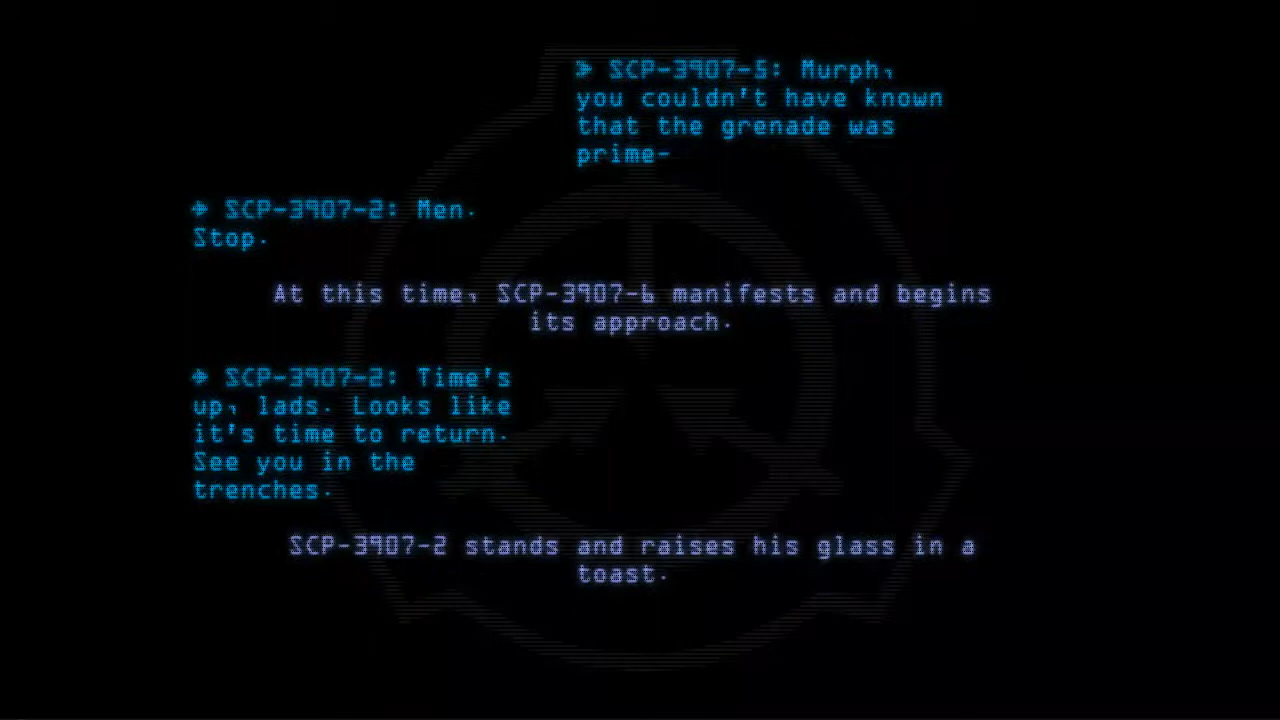 > SCP-3907-5: Murph,
you couldn't have known
that the grenade was
prime-
> SCP-3907-2: Men.
Stop.
At this time, SCP-3907-6 manifests and begins
its approach.
> SCP-3907-2: Time's
up, lads. Looks like
it's time to return.
See you in the
trenches.
SCP-3907-2 stands and raises his glass in a
toast.